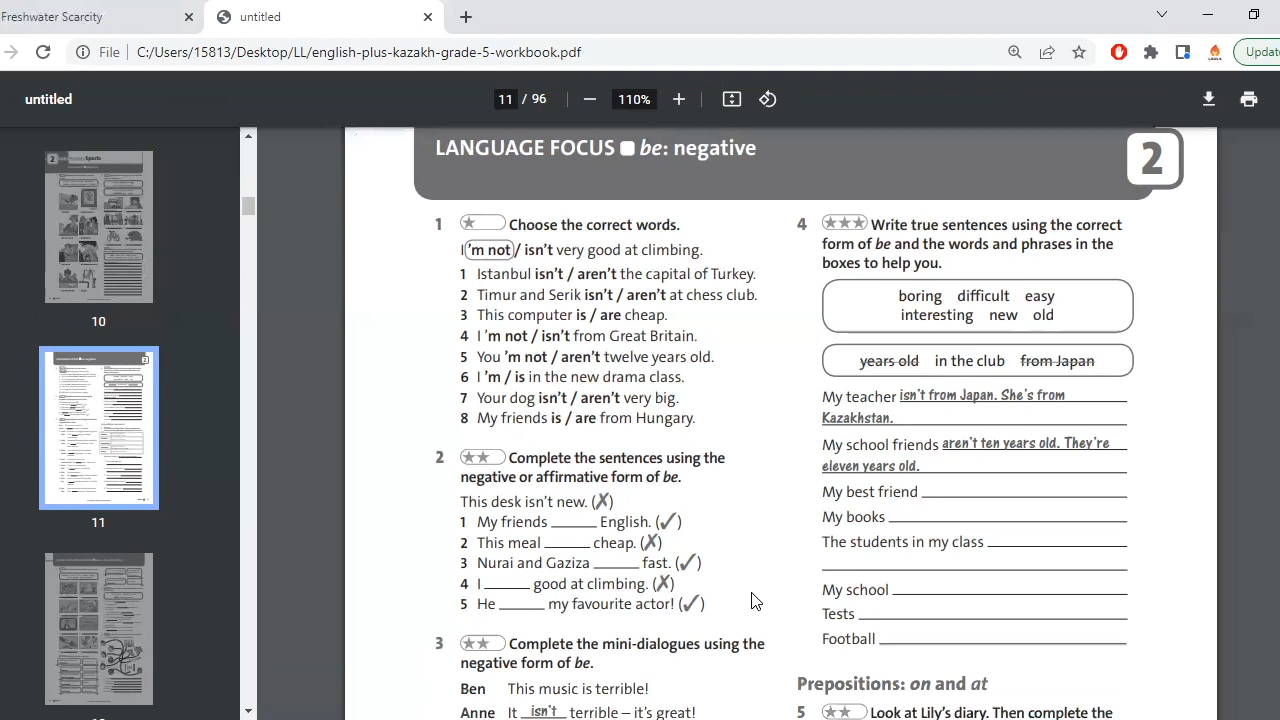 Freshwater Scarcity
untitled
File C:/Users/15813/Desktop/LL/english-plus-kazakh-grade-5-workbook.pdf
Updat
untitled
11 / 96
110%
10
11
LANGUAGE FOCUS be: negative
2
1 Choose the correct words.
I 'm not / isn't very good at climbing.
1 Istanbul isn't / aren't the capital of Turkey.
2 Timur and Serik isn't / aren't at chess club.
3 This computer is / are cheap.
4 I 'm not / isn't from Great Britain.
5 You 'm not / aren't twelve years old.
6 I 'm / is in the new drama class.
7 Your dog isn't / aren't very big.
8 My friends is / are from Hungary.
2 Complete the sentences using the
negative or affirmative form of be.
This desk isn't new. (✗)
1 My friends ______ English. (✓)
2 This meal ______ cheap. (✗)
3 Nurai and Gaziza ______ fast. (✓)
4 I ______ good at climbing. (✗)
5 He ______ my favourite actor! (✓)
3 Complete the mini-dialogues using the
negative form of be.
Ben This music is terrible!
Anne It isn't terrible – it's great!
4 Write true sentences using the correct
form of be and the words and phrases in the
boxes to help you.
boring difficult easy
interesting new old
years old in the club from Japan
My teacher isn't from Japan. She's from
Kazakhstan.
My school friends aren't ten years old. They're
eleven years old.
My best friend
My books
The students in my class
My school
Tests
Football
Prepositions: on and at
5 Look at Lily's diary. Then complete the